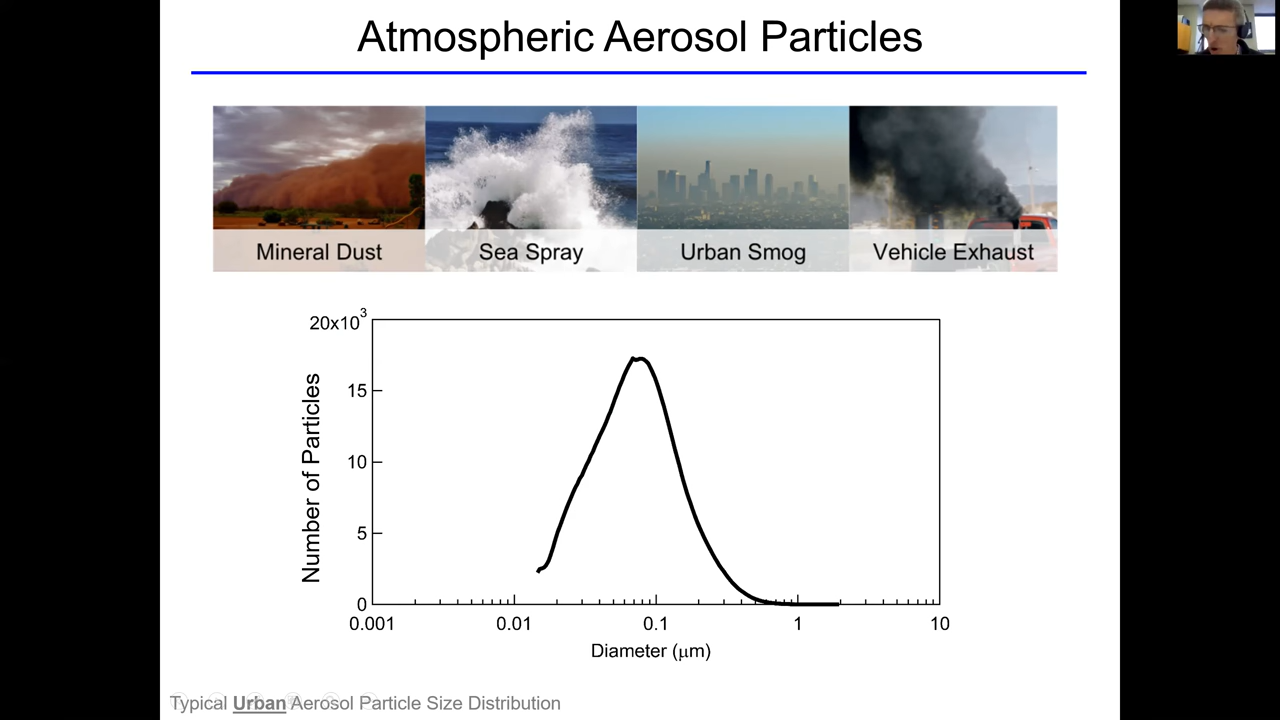 Atmospheric Aerosol Particles
Mineral Dust
Sea Spray
Urban Smog
Vehicle Exhaust
20x10³
15
10
5
0
Number of Particles
0.001
0.01
0.1
1
10
Diameter (μm)
Typical Urban Aerosol Particle Size Distribution